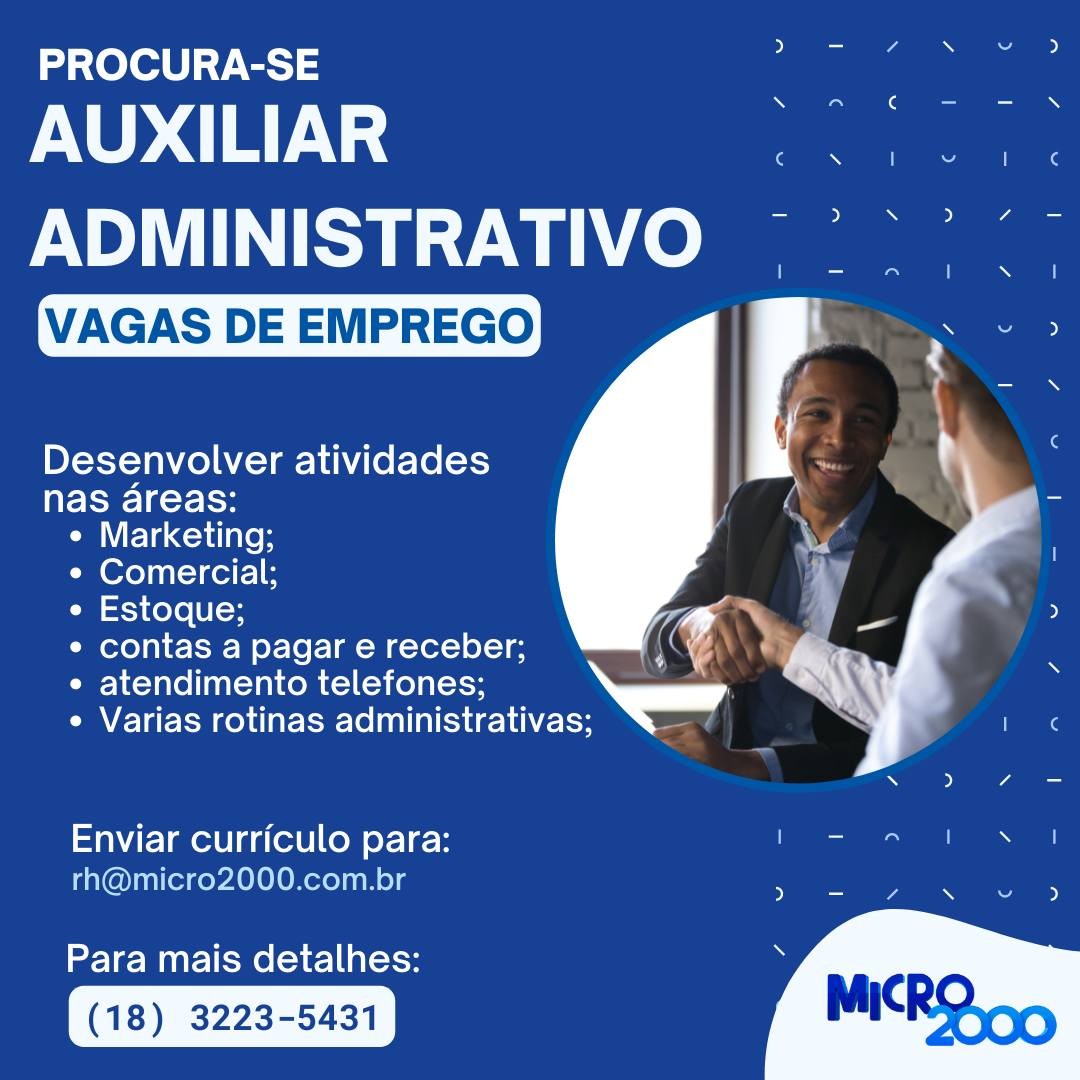 PROCURA-SE
AUXILIAR
ADMINISTRATIVO
VAGAS DE EMPREGO
Desenvolver atividades
nas áreas:
• Marketing;
• Comercial;
• Estoque;
• contas a pagar e receber;
• atendimento telefones;
• Varias rotinas administrativas;
Enviar currículo para:
rh@micro2000.com.br
Para mais detalhes:
(18) 3223-5431
MICRO
2000